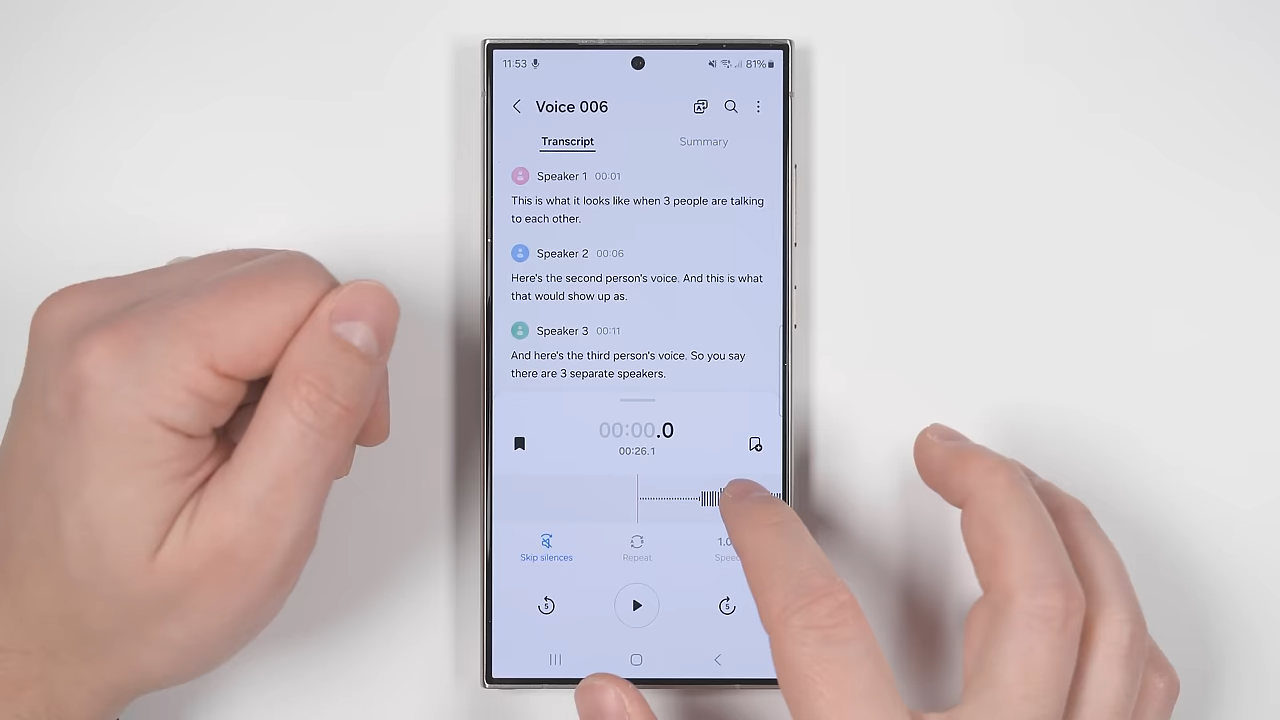 11:53
81%
Voice 006
Transcript
Summary
Speaker 1 00:01
This is what it looks like when 3 people are talking
to each other.
Speaker 2 00:06
Here's the second person's voice. And this is what
that would show up as.
Speaker 3 00:11
And here's the third person's voice. So you say
there are 3 separate speakers.
00:00.0
00:26.1
Skip silences
Repeat
5
5